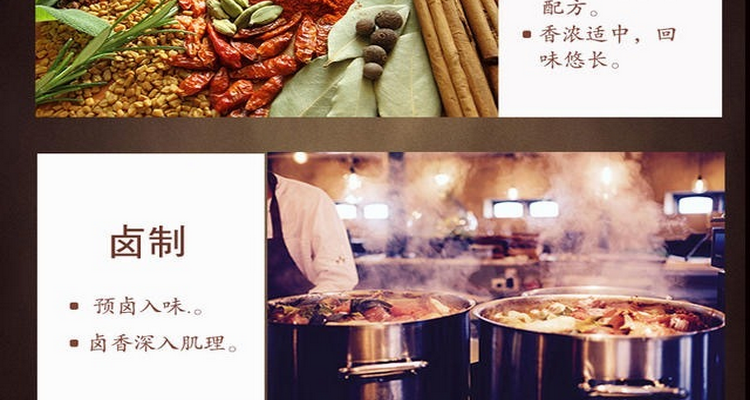 配方。
香浓适中，回
味悠长。
卤制
预卤入味.。
卤香深入肌理。